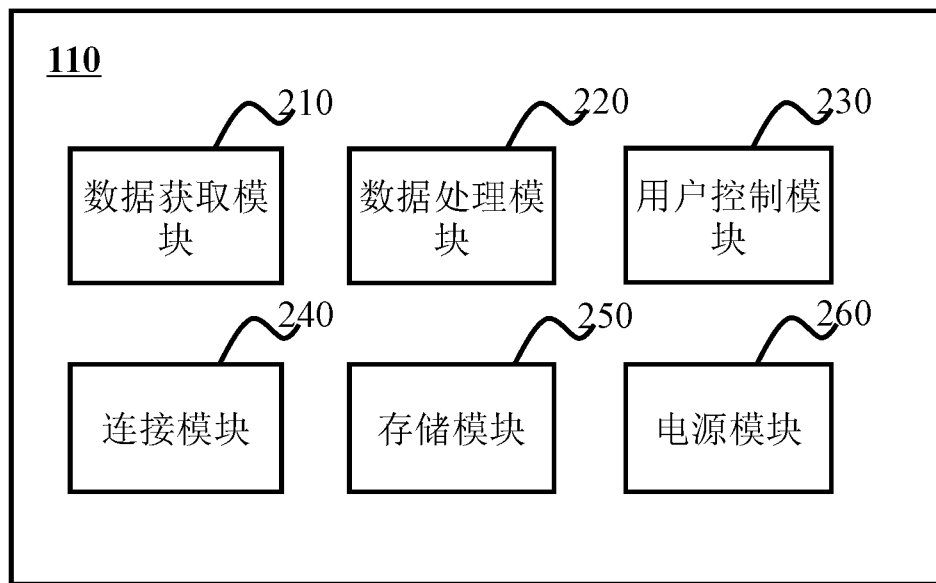 110
210
220
230
数据获取模
块
数据处理模
块
用户控制模
块
240
250
260
连接模块
存储模块
电源模块